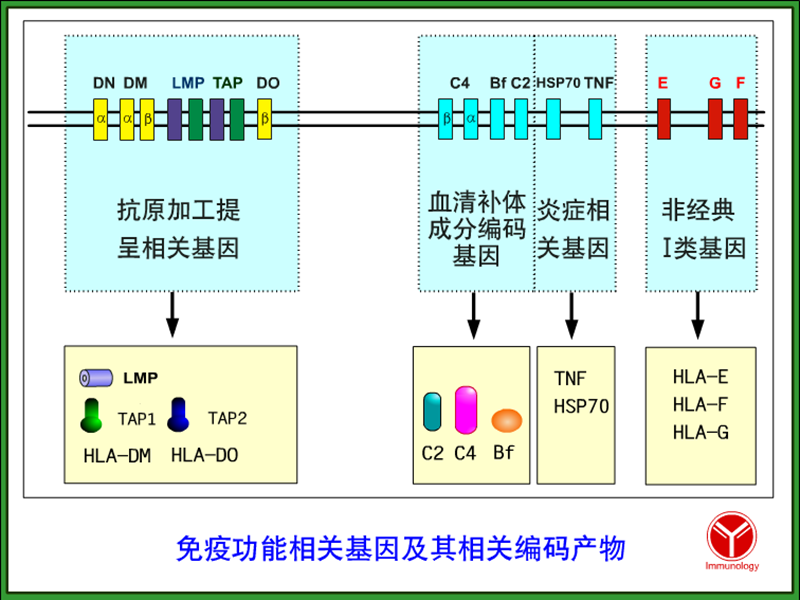 DN DM LMP TAP DO
α α β β
C4 Bf C2 HSP70 TNF
β α
E G F
抗原加工提
呈相关基因
血清补体
成分编码
基因
炎症相
关基因
非经典
I类基因
LMP
TAP1 TAP2
HLA-DM HLA-DO
C2 C4 Bf
TNF
HSP70
HLA-E
HLA-F
HLA-G
免疫功能相关基因及其相关编码产物
Immunology